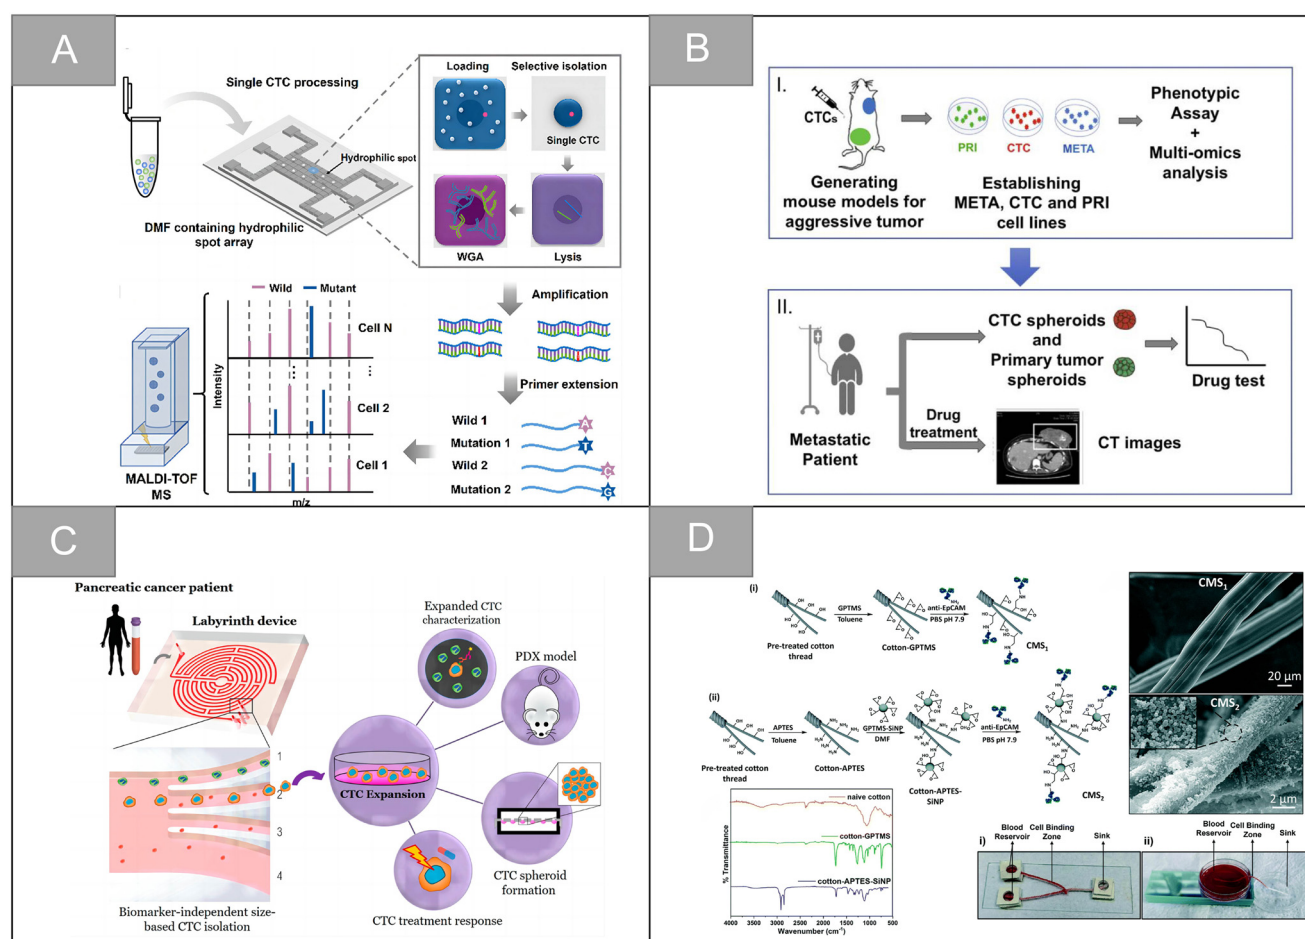 A
Single CTC processing
Loading
Selective isolation
Single CTC
Hydrophilic spot
DMF containing hydrophilic
spot array
WGA
Lysis
Wild
Mutant
Amplification
Cell N
Intensity
Primer extension
Cell 2
Wild 1
A
Mutation 1
T
Cell 1
Wild 2
C
Mutation 2
G
MALDI-TOF
MS
m/z
B
I.
CTCs
PRI
CTC
META
Phenotypic
Assay
+
Multi-omics
analysis
Generating
mouse models for
aggressive tumor
Establishing
META, CTC and PRI
cell lines
II.
CTC spheroids
and
Primary tumor
spheroids
Drug test
Drug
treatment
Metastatic
Patient
CT images
C
Pancreatic cancer patient
Labyrinth device
Expanded CTC
characterization
PDX model
1
2
3
4
CTC Expansion
CTC spheroid
formation
CTC treatment response
Biomarker-independent size-
based CTC isolation
D
(i)
GPTMS
Toluene
anti-EpCAM
PBS pH 7.9
Pre-treated cotton
thread
Cotton-GPTMS
CMS₁
CMS₁
20 µm
(ii)
APTES
Toluene
GPTMS-SiNP
DMF
anti-EpCAM
PBS pH 7.9
Pre-treated cotton
thread
Cotton-APTES
Cotton-APTES-
SiNP
CMS₂
CMS₂
2 µm
% Transmittance
naive cotton
cotton-GPTMS
cotton-APTES-SiNP
4000 3500 3000 2500 2000 1500 1000 500
Wavenumber (cm⁻¹)
i)
Blood
Reservoir
Cell Binding
Zone
Sink
ii)
Blood
Reservoir
Cell Binding
Zone
Sink